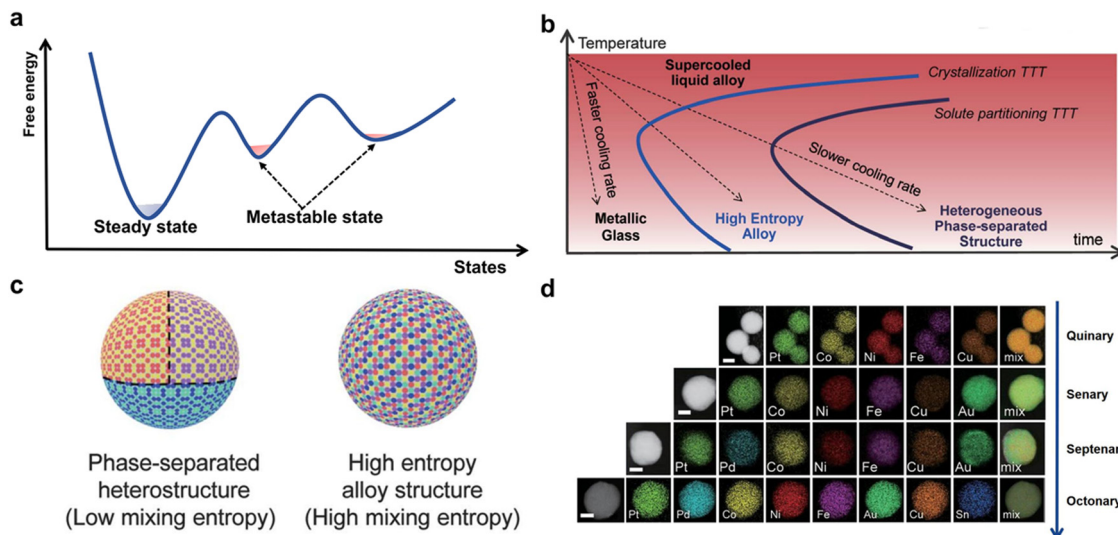 a
Free energy
Steady state
Metastable state
States
b
Temperature
Supercooled
liquid alloy
Crystallization TTT
Solute partitioning TTT
Faster cooling rate
Slower cooling rate
Metallic
Glass
High Entropy
Alloy
Heterogeneous
Phase-separated
Structure
time
c
Phase-separated
heterostructure
(Low mixing entropy)
High entropy
alloy structure
(High mixing entropy)
d
Pt Co Ni Fe Cu mix
Quinary
Pt Co Ni Fe Cu Au mix
Senary
Pt Pd Co Ni Fe Cu Au mix
Septenar
Pt Pd Co Ni Fe Au Cu Sn mix
Octonary